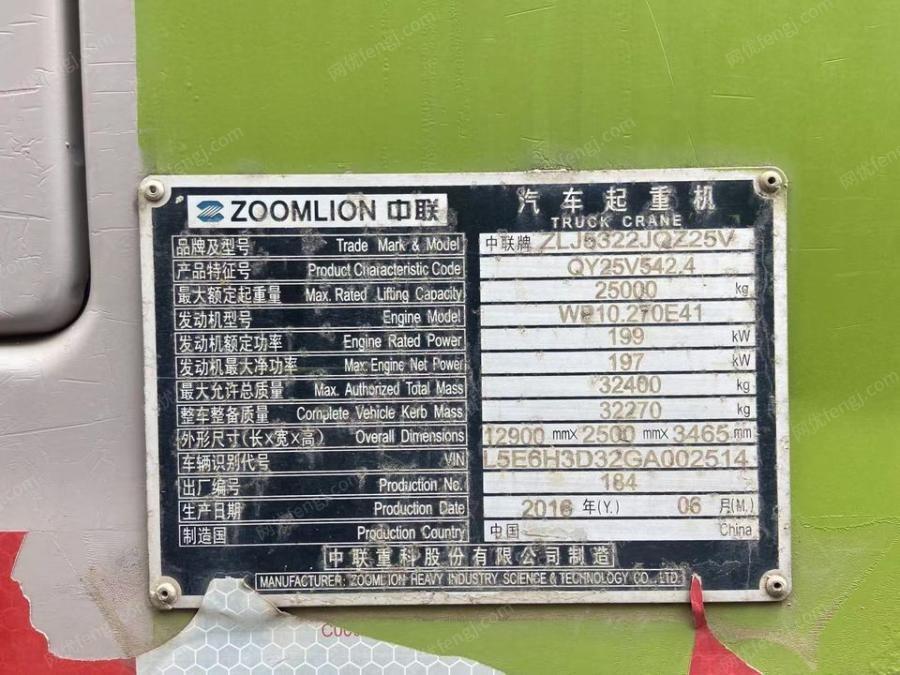 ZOOMLION 中联
汽车起重机
TRUCK CRANE
品牌及型号 Trade Mark & Model 中联牌 ZLJ5322JQZ25V
产品特征号 Product Characteristic Code QY25V542.4
最大额定起重量 Max. Rated Lifting Capacity 25000 kg
发动机型号 Engine Model WP10.270E41
发动机额定功率 Engine Rated Power 199 kW
发动机最大净功率 Max. Engine Net Power 197 kW
最大允许总质量 Max. Authorized Total Mass 32400 kg
整车整备质量 Complete Vehicle Kerb Mass 32270 kg
外形尺寸(长×宽×高) Overall Dimensions 12900 mm× 2500 mm× 3465 mm
车辆识别代号 VIN L5E6H3D32GA002514
出厂编号 Production No. 184
生产日期 Production Date 2016 年(Y.) 06 月(M.)
制造国 Production Country 中国 China
中联重科股份有限公司制造
MANUFACTURER: ZOOMLION HEAVY INDUSTRY SCIENCE & TECHNOLOGY CO., LTD.
网优fengj.com